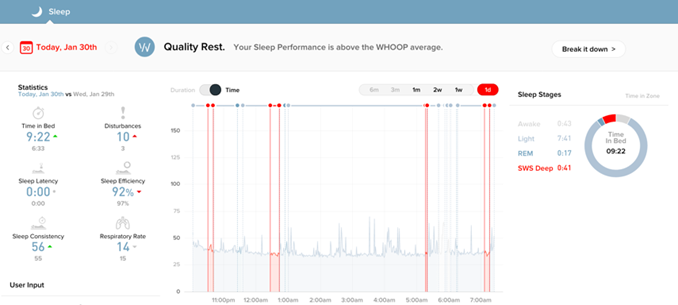 Sleep
30 Today, Jan 30th
W Quality Rest. Your Sleep Performance is above the WHOOP average.
Break it down >
Statistics
Today, Jan 30th vs Wed, Jan 29th
Time in Bed
9:22
6:33
Disturbances
10
3
Sleep Latency
0:00
0:00
Sleep Efficiency
92%
97%
Sleep Consistency
56
55
Respiratory Rate
14
15
User Input
Duration Time
6m 3m 1m 2w 1w 1d
150
175
100
75
25
50
0
11:00pm 12:00am 1:00am 2:00am 3:00am 4:00am 5:00am 6:00am 7:00am
Sleep Stages
Time in Zone
Awake 0:43
Light 7:41
REM 0:17
SWS Deep 0:41
Time
In Bed
09:22